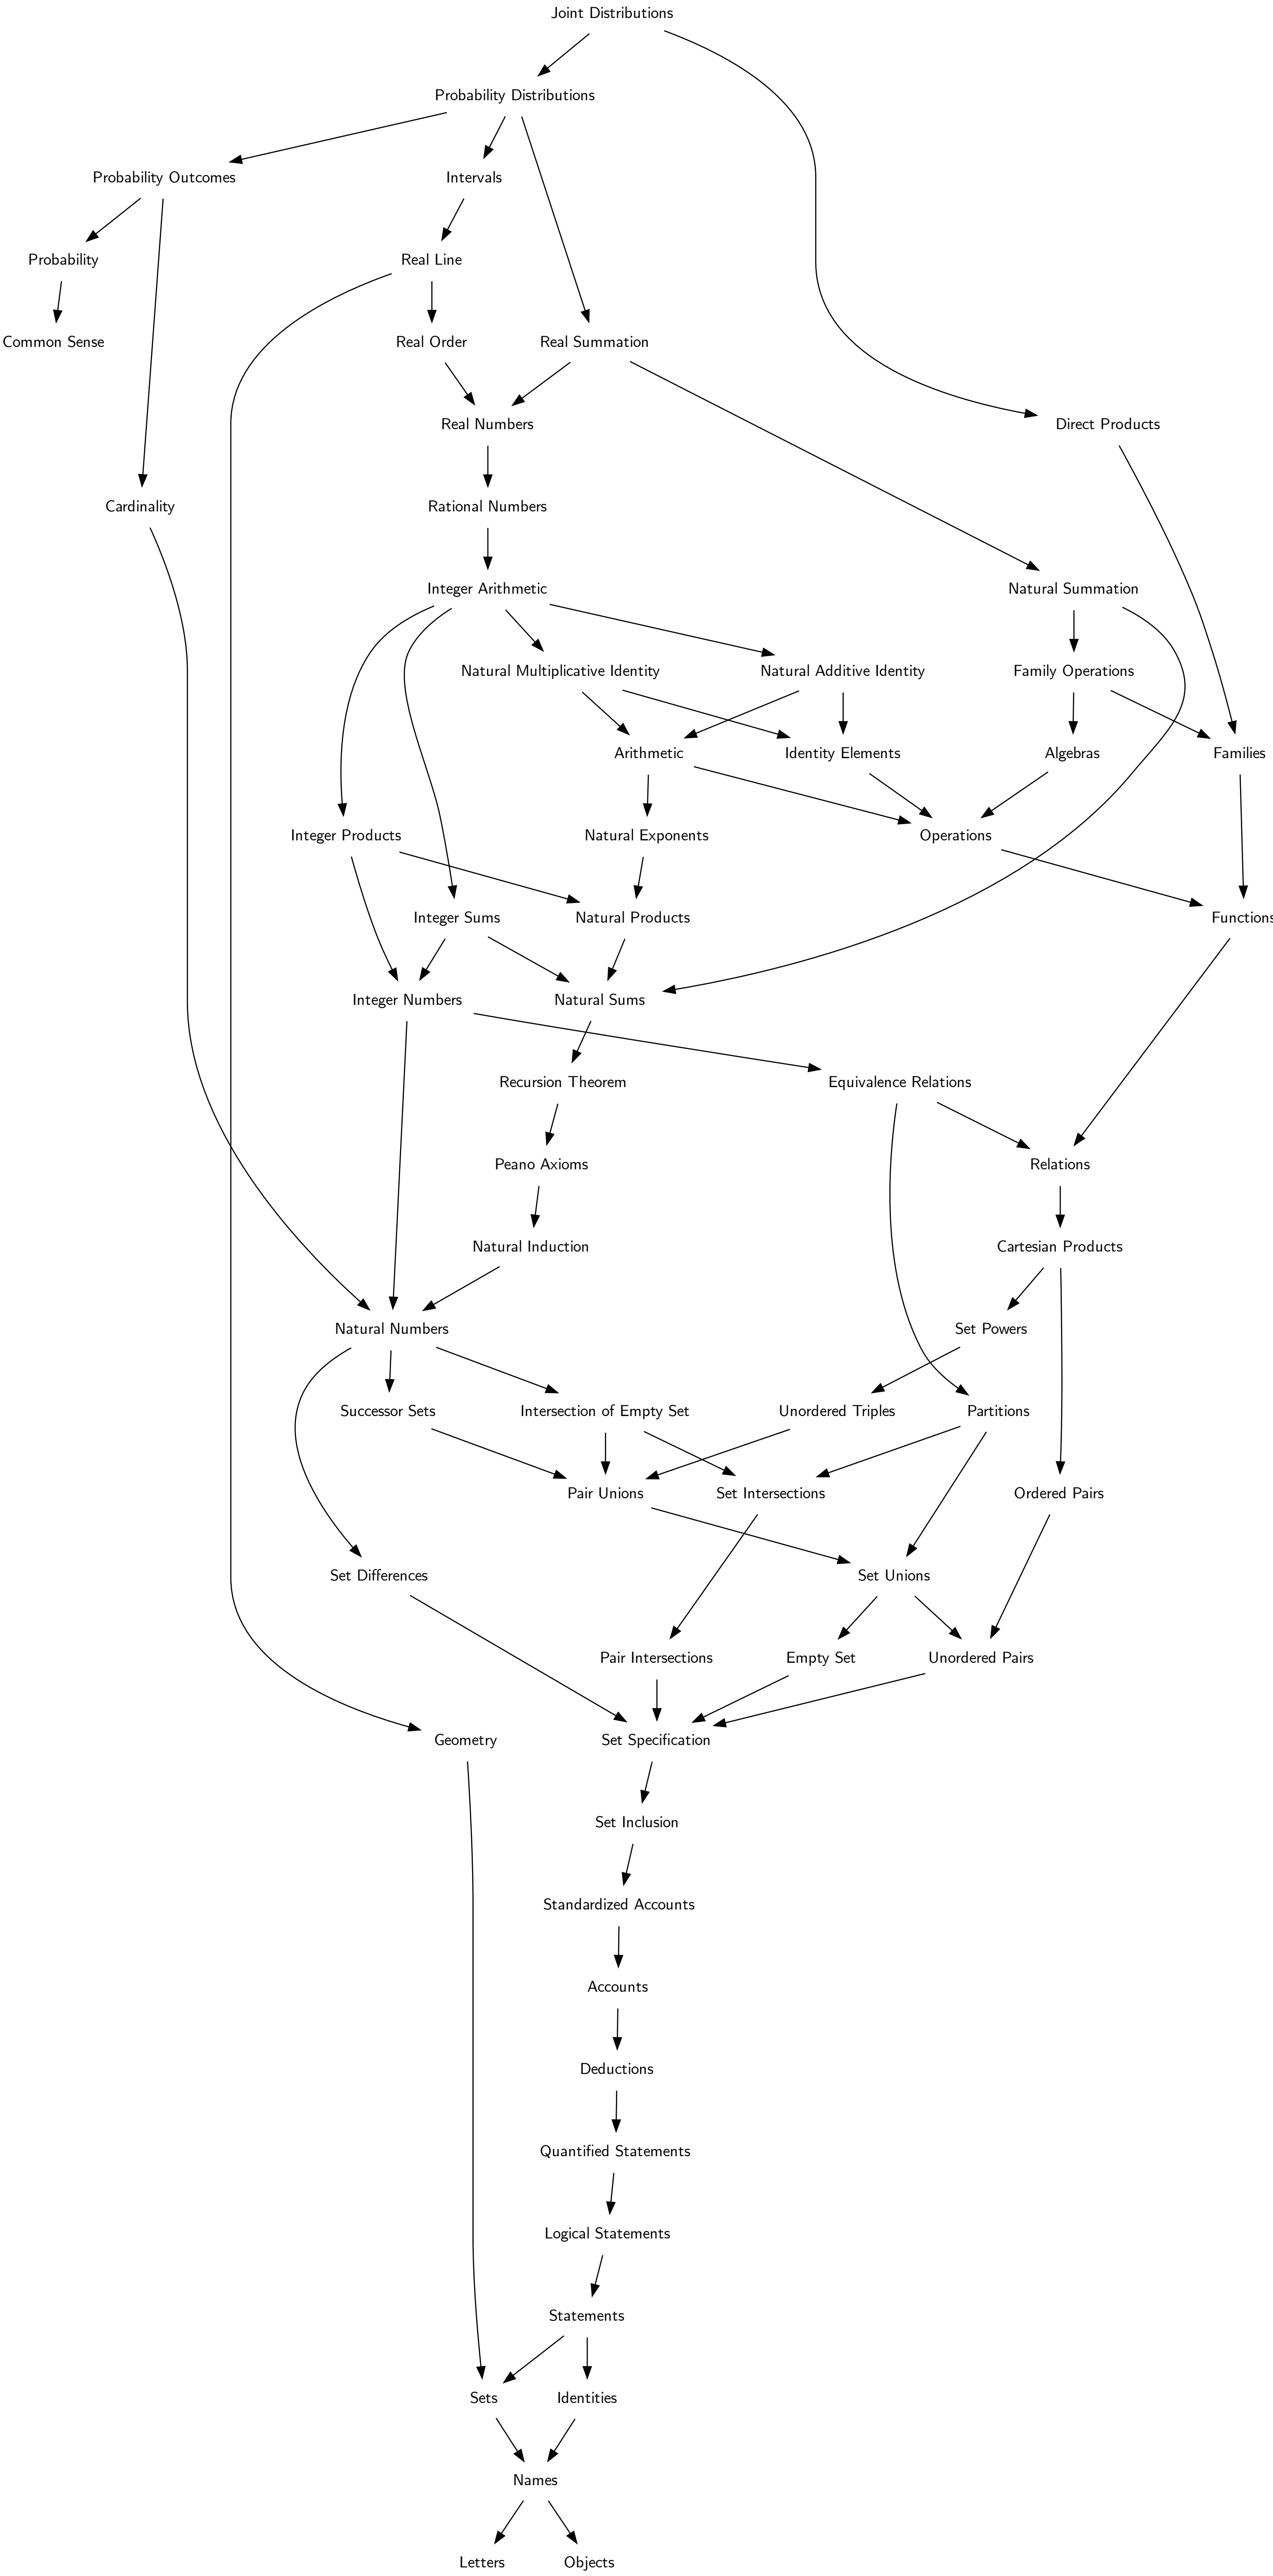 Joint Distributions
Probability Distributions
Probability Outcomes
Intervals
Probability
Real Line
Common Sense
Real Order
Real Summation
Real Numbers
Direct Products
Cardinality
Rational Numbers
Integer Arithmetic
Natural Summation
Natural Multiplicative Identity
Natural Additive Identity
Family Operations
Arithmetic
Identity Elements
Algebras
Families
Integer Products
Natural Exponents
Operations
Integer Sums
Natural Products
Functions
Integer Numbers
Natural Sums
Recursion Theorem
Equivalence Relations
Peano Axioms
Relations
Natural Induction
Cartesian Products
Natural Numbers
Set Powers
Successor Sets
Intersection of Empty Set
Unordered Triples
Partitions
Pair Unions
Set Intersections
Ordered Pairs
Set Differences
Set Unions
Pair Intersections
Empty Set
Unordered Pairs
Geometry
Set Specification
Set Inclusion
Standardized Accounts
Accounts
Deductions
Quantified Statements
Logical Statements
Statements
Sets
Identities
Names
Letters
Objects